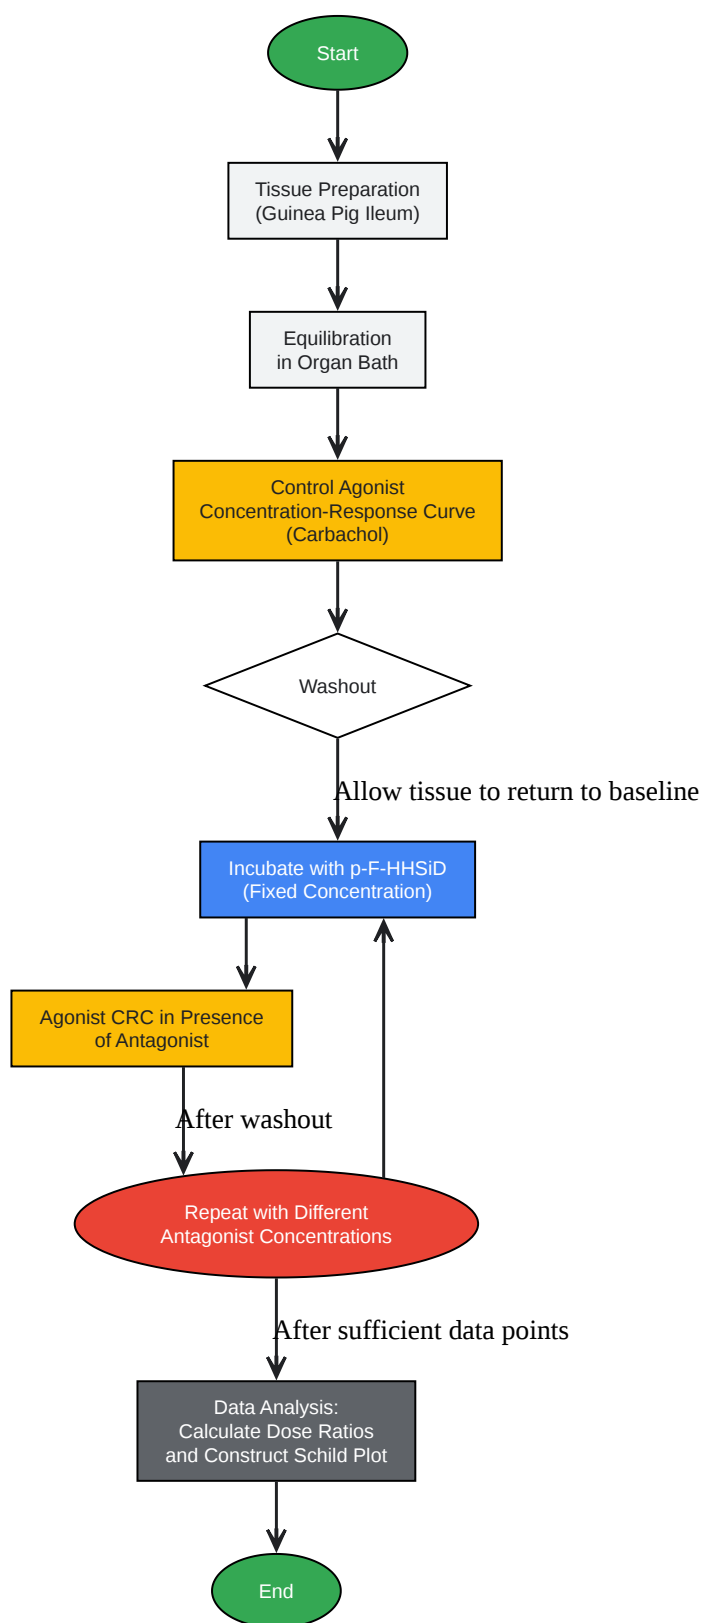 Start
Tissue Preparation
(Guinea Pig Ileum)
Equilibration
in Organ Bath
Control Agonist
Concentration-Response Curve
(Carbachol)
Washout
Allow tissue to return to baseline
Incubate with p-F-HHSiD
(Fixed Concentration)
Agonist CRC in Presence
of Antagonist
After washout
Repeat with Different
Antagonist Concentrations
After sufficient data points
Data Analysis:
Calculate Dose Ratios
and Construct Schild Plot
End